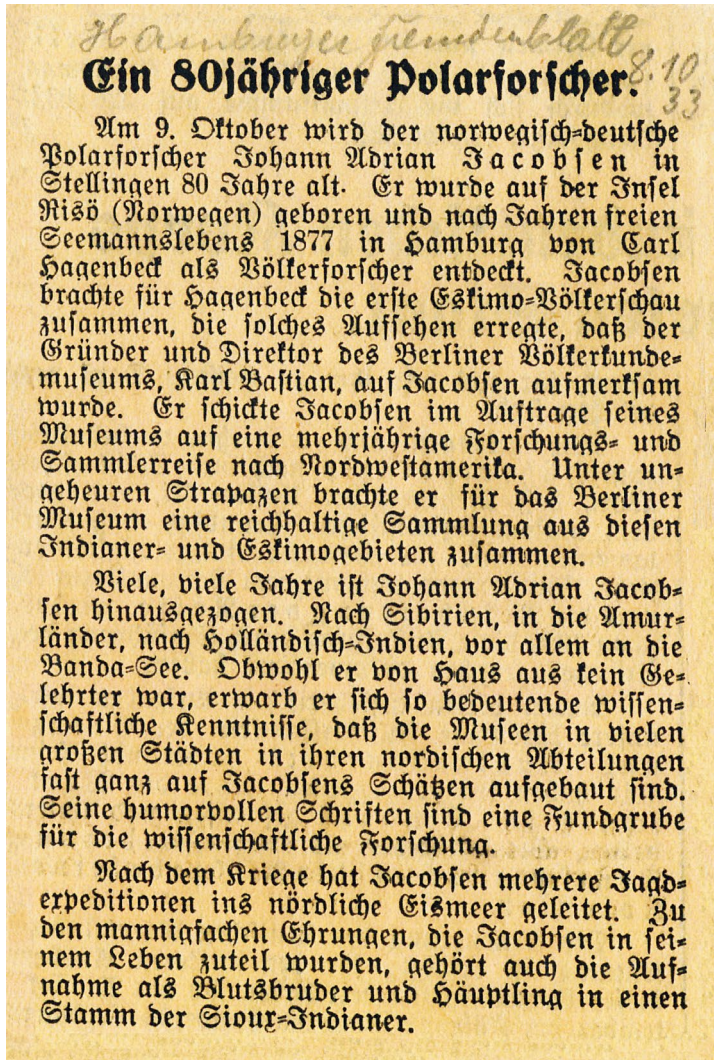 Hamburger Fremdenblatt
8.10
33
Ein 80jähriger Polarforscher.
Am 9. Oktober wird der norwegisch-deutsche
Polarforscher Johann Adrian Jacobsen in
Stellingen 80 Jahre alt. Er wurde auf der Insel
Risö (Norwegen) geboren und nach Jahren freien
Seemannslebens 1877 in Hamburg von Carl
Hagenbeck als Völkerforscher entdeckt. Jacobsen
brachte für Hagenbeck die erste Eskimo-Völkerschau
zusammen, die solches Aufsehen erregte, daß der
Gründer und Direktor des Berliner Völkerkunde-
museums, Karl Bastian, auf Jacobsen aufmerksam
wurde. Er schickte Jacobsen im Auftrage seines
Museums auf eine mehrjährige Forschungs- und
Sammlerreise nach Nordwestamerika. Unter un-
geheuren Strapazen brachte er für das Berliner
Museum eine reichhaltige Sammlung aus diesen
Indianer- und Eskimogebieten zusammen.
Viele, viele Jahre ist Johann Adrian Jacob-
sen hinausgezogen. Nach Sibirien, in die Amur-
länder, nach Holländisch-Indien, vor allem an die
Banda-See. Obwohl er von Haus aus kein Ge-
lehrter war, erwarb er sich so bedeutende wissen-
schaftliche Kenntnisse, daß die Museen in vielen
großen Städten in ihren nordischen Abteilungen
fast ganz auf Jacobsens Schätzen aufgebaut sind.
Seine humorvollen Schriften sind eine Fundgrube
für die wissenschaftliche Forschung.
Nach dem Kriege hat Jacobsen mehrere Jagd-
expeditionen ins nördliche Eismeer geleitet. Zu
den mannigfachen Ehrungen, die Jacobsen in sei-
nem Leben zuteil wurden, gehört auch die Auf-
nahme als Blutsbruder und Häuptling in einen
Stamm der Sioux-Indianer.